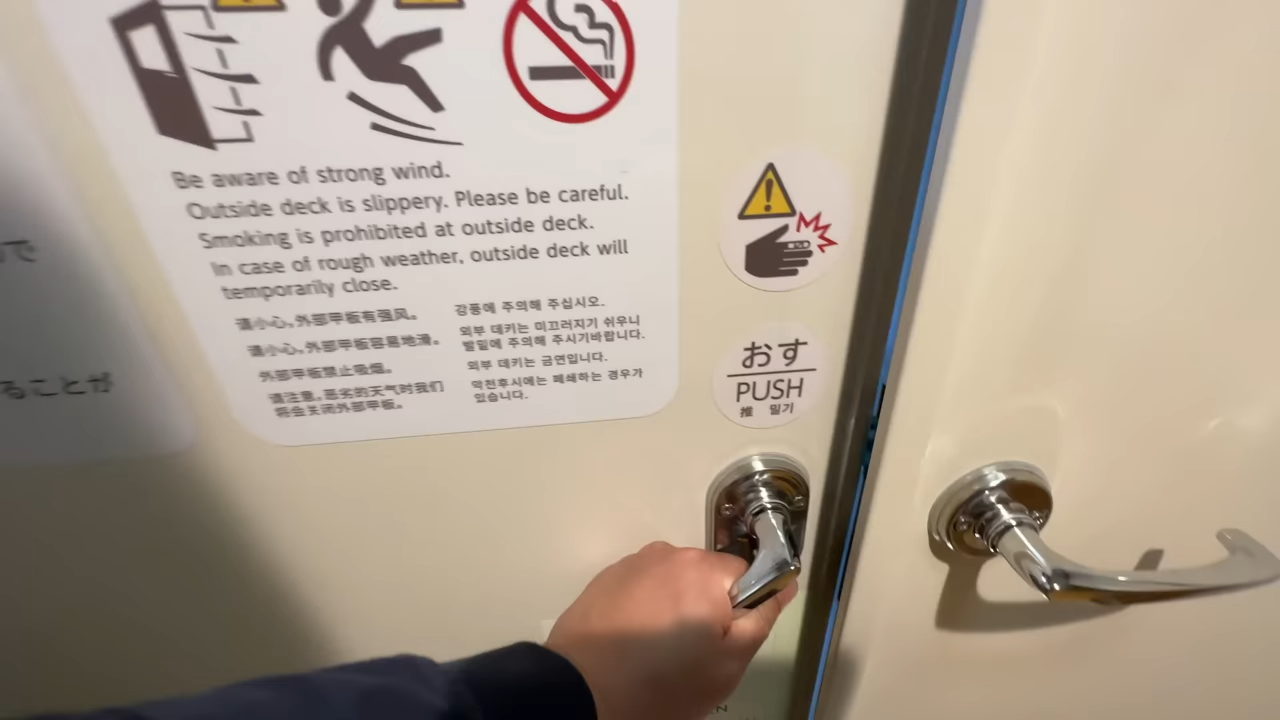 Be aware of strong wind.
Outside deck is slippery. Please be careful.
Smoking is prohibited at outside deck.
In case of rough weather, outside deck will
temporarily close.
请小心。外部甲板有强风。
请小心。外部甲板容易地滑。
外部甲板禁止吸烟。
请注意。恶劣的天气时我们
将会关闭外部甲板。
강풍에 주의해 주십시오.
외부 데키는 미끄러지기 쉬우니
발밑에 주의해 주시기바랍니다.
외부 데키는 금연입니다.
악천후시에는 폐쇄하는 경우가
있습니다.
で
ることが
おす
PUSH
推 밀기